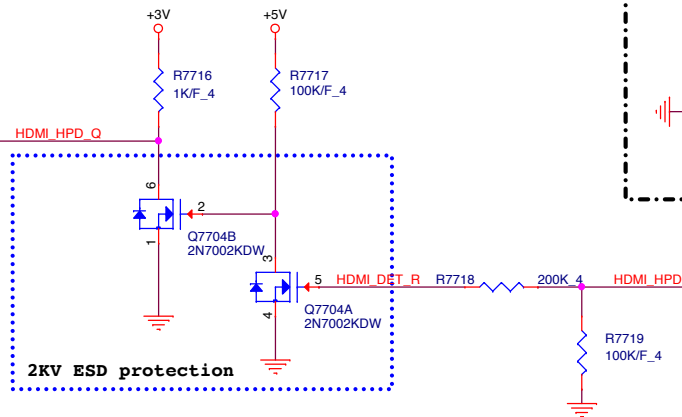 +3V
+5V
R7716
1K/F_4
R7717
100K/F_4
HDMI_HPD_Q
6
2
1
Q7704B
2N7002KDW
3
5
HDMI_DET_R
R7718
200K_4
HDMI_HPD
4
Q7704A
2N7002KDW
R7719
100K/F_4
2KV ESD protection